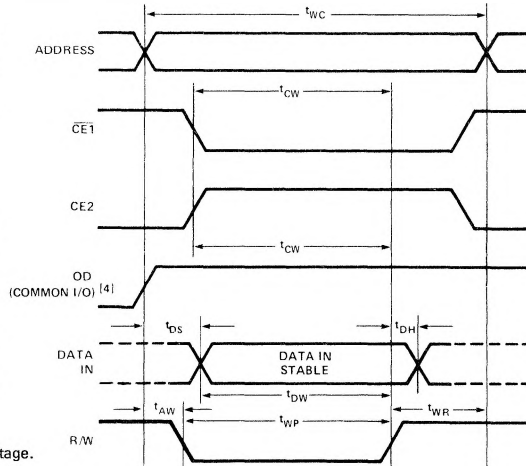 tWC
ADDRESS
tCW
CE1
CE2
tCW
OD
(COMMON I/O) [4]
tDS
tDH
DATA
IN
DATA IN
STABLE
tDW
tAW
tWP
tWR
R/W
tage.